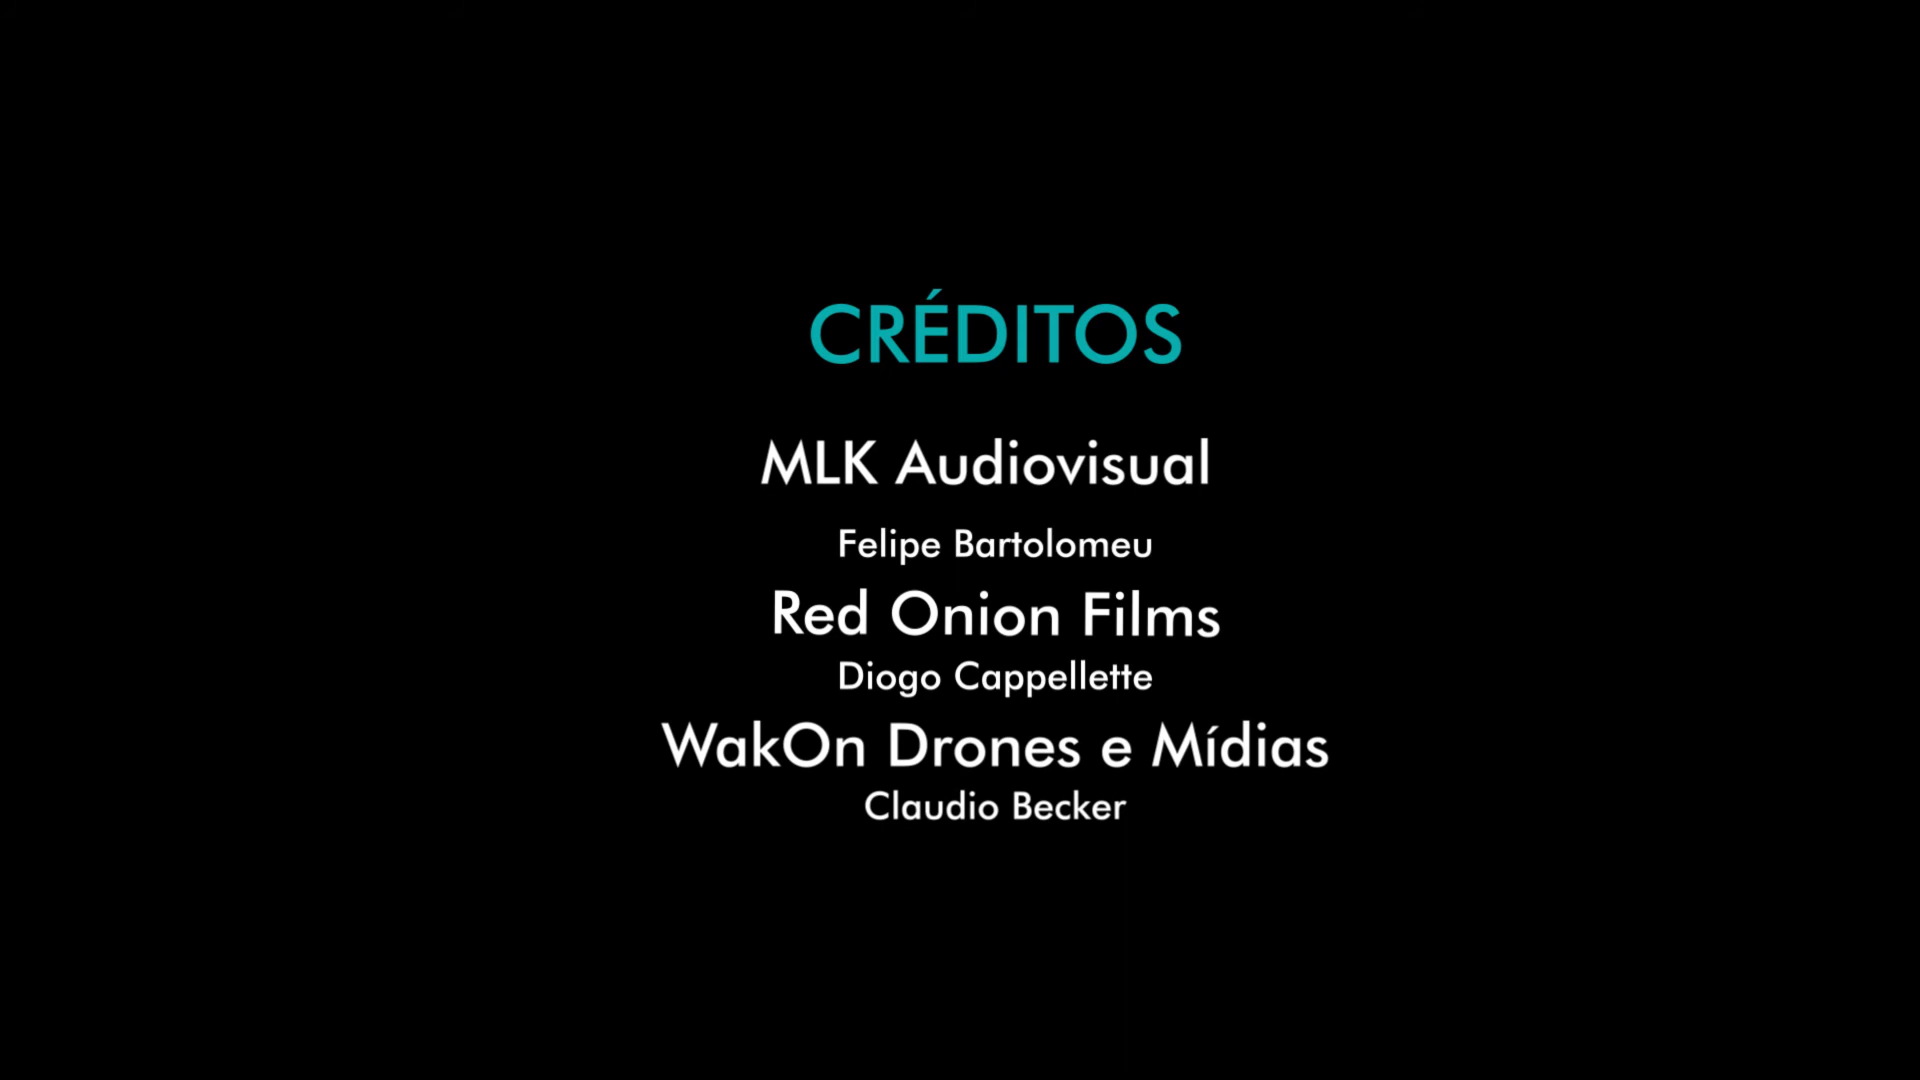 CRÉDITOS
MLK Audiovisual
Felipe Bartolomeu
Red Onion Films
Diogo Cappellette
WakOn Drones e Mídias
Claudio Becker